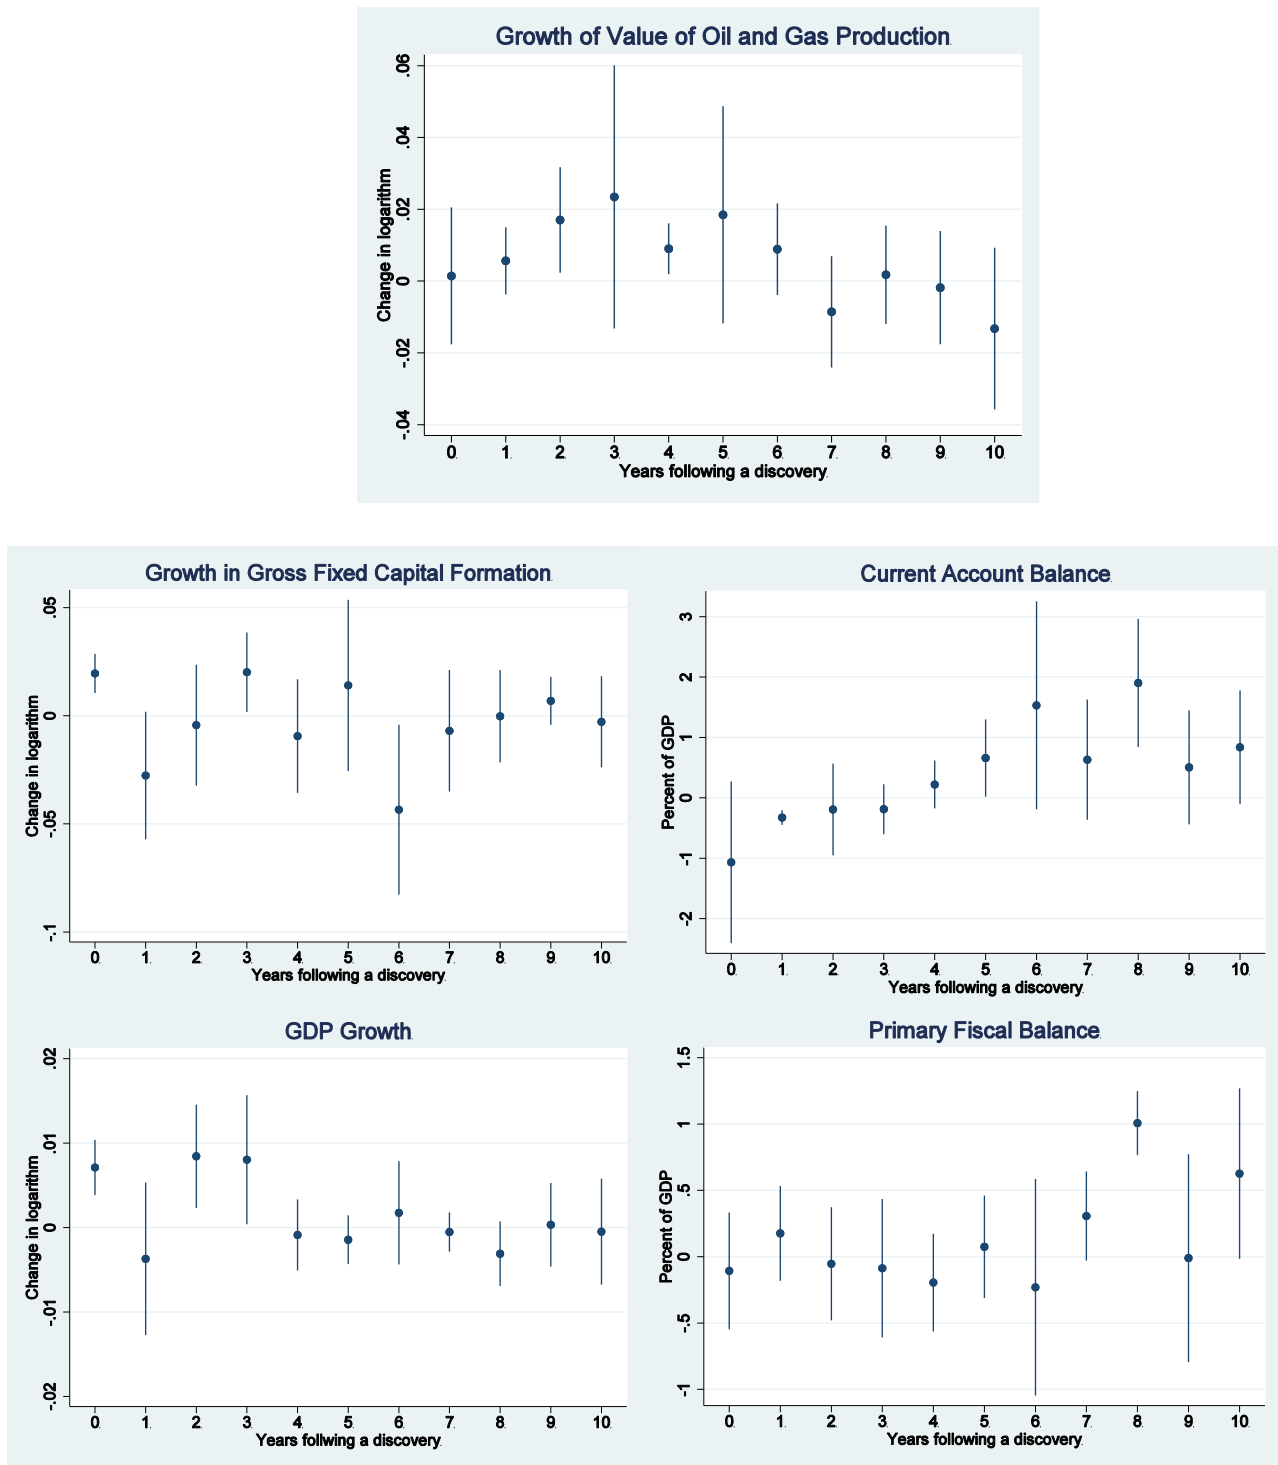 Growth of Value of Oil and Gas Production
Change in logarithm
.06
.04
.02
0
-.02
-.04
0 1 2 3 4 5 6 7 8 9 10
Years following a discovery
Growth in Gross Fixed Capital Formation
Change in logarithm
.05
0
-.05
-.1
0 1 2 3 4 5 6 7 8 9 10
Years following a discovery
Current Account Balance
Percent of GDP
3
2
1
0
-1
-2
0 1 2 3 4 5 6 7 8 9 10
Years following a discovery
GDP Growth
Change in logarithm
.02
.01
0
-.01
-.02
0 1 2 3 4 5 6 7 8 9 10
Years follwing a discovery
Primary Fiscal Balance
Percent of GDP
1.5
1
.5
0
-.5
-1
0 1 2 3 4 5 6 7 8 9 10
Years following a discovery